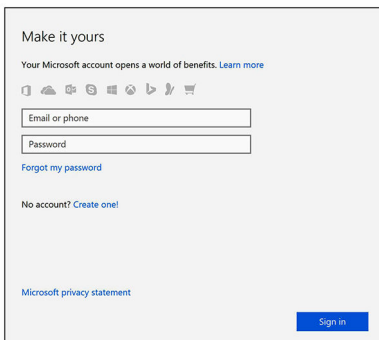 Make it yours
Your Microsoft account opens a world of benefits. Learn more
Email or phone
Password
Forgot my password
No account? Create one!
Microsoft privacy statement
Sign in